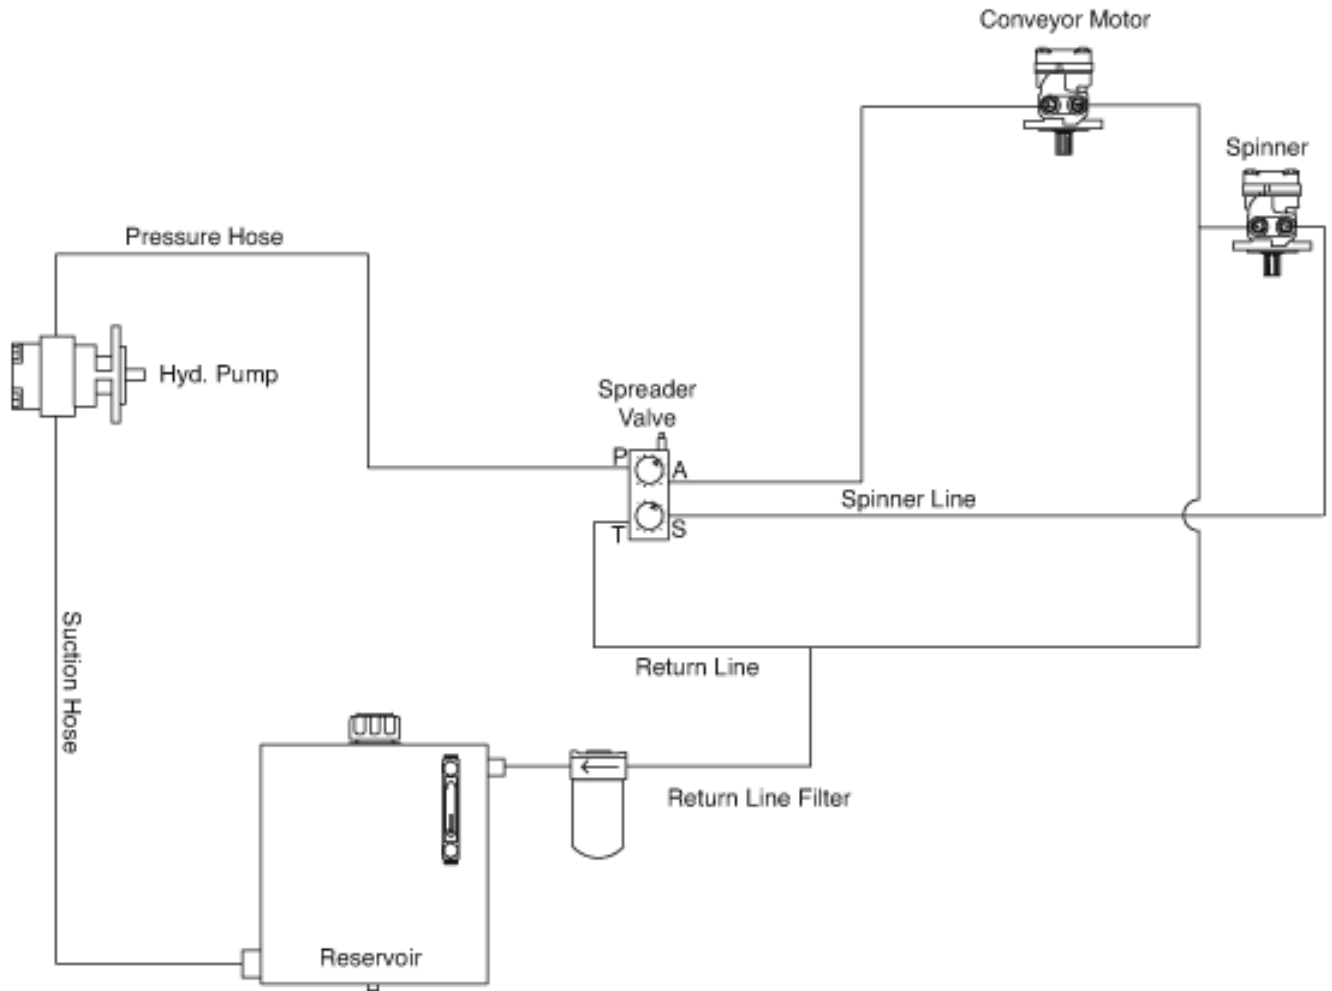 Conveyor Motor
Spinner
Pressure Hose
Hyd. Pump
Spreader
Valve
P
A
Spinner Line
T
S
Suction Hose
Return Line
Return Line Filter
Reservoir